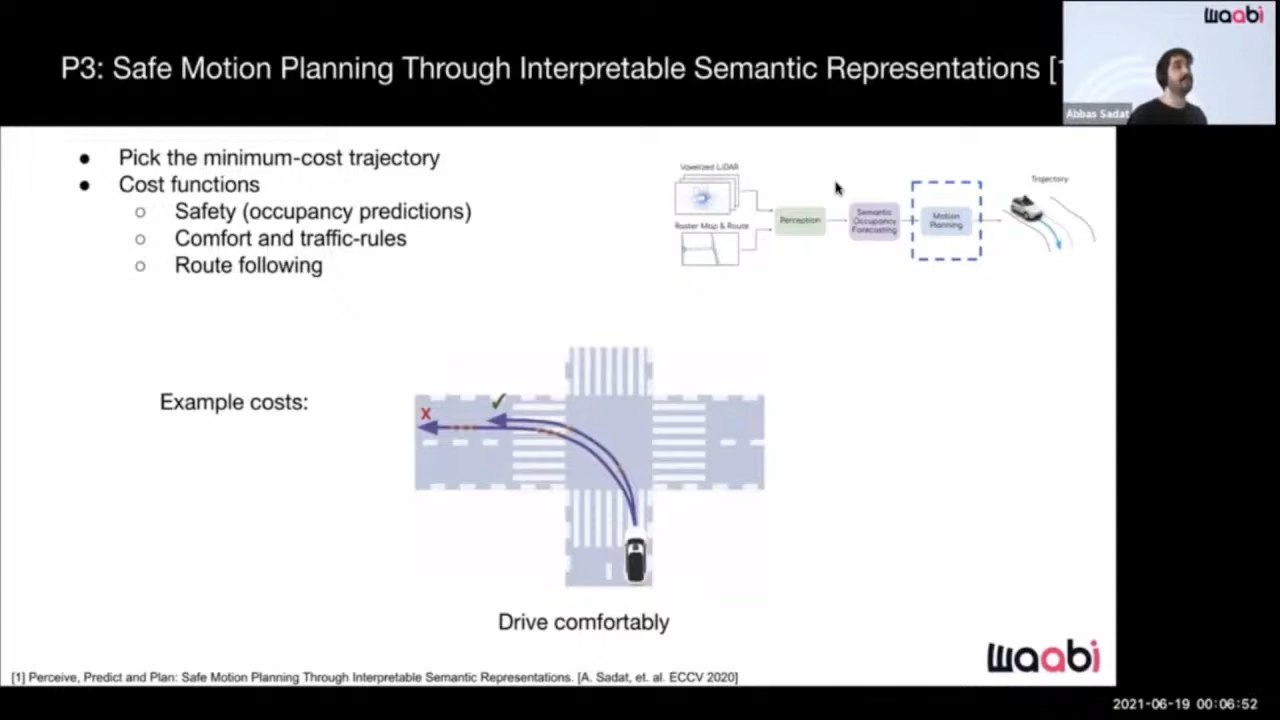 waabi
P3: Safe Motion Planning Through Interpretable Semantic Representations [1
Abbas Sadat
● Pick the minimum-cost trajectory
● Cost functions
○ Safety (occupancy predictions)
○ Comfort and traffic-rules
○ Route following
Voxelized LiDAR
Raster Map & Route
Perception
Semantic
Occupancy
Forecasting
Motion
Planning
Trajectory
Example costs:
X
✓
Drive comfortably
waabi
[1] Perceive, Predict and Plan: Safe Motion Planning Through Interpretable Semantic Representations. [A. Sadat, et. al. ECCV 2020]
2021-06-19 00:06:52